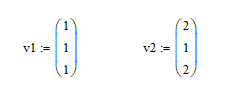 v1 := (1 1 1) v2 := (2 1 2)